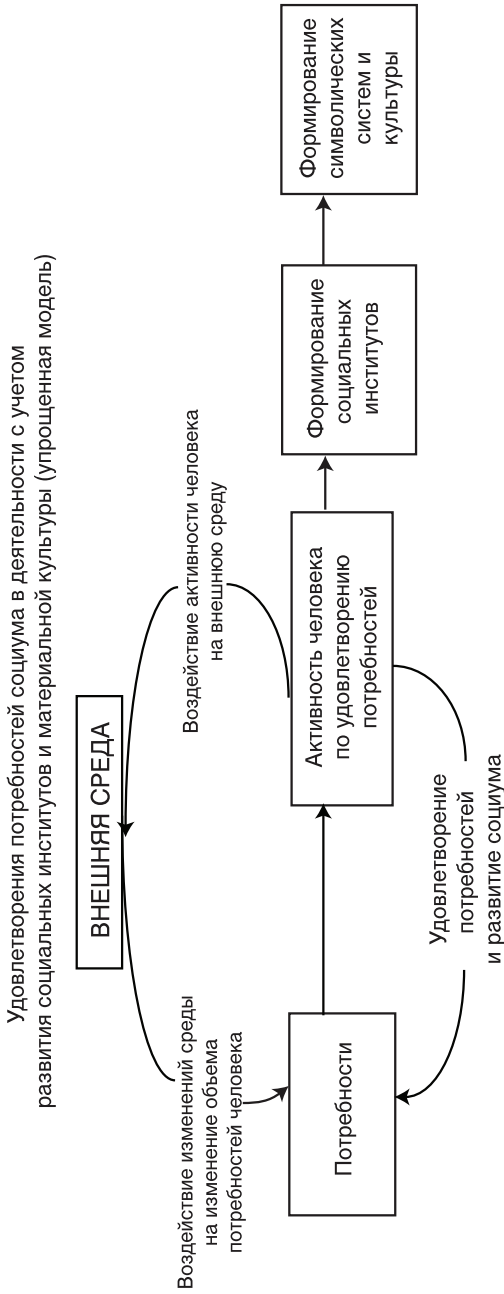 Удовлетворения потребностей социума в деятельности с учетом
развития социальных институтов и материальной культуры (упрощенная модель)
ВНЕШНЯЯ СРЕДА
Воздействие изменений среды
на изменение объема
потребностей человека
Воздействие активности человека
на внешнюю среду
Потребности
Активность человека
по удовлетворению
потребностей
Формирование
социальных
институтов
Формирование
символических
систем и
культуры
Удовлетворение
потребностей
и развитие социума